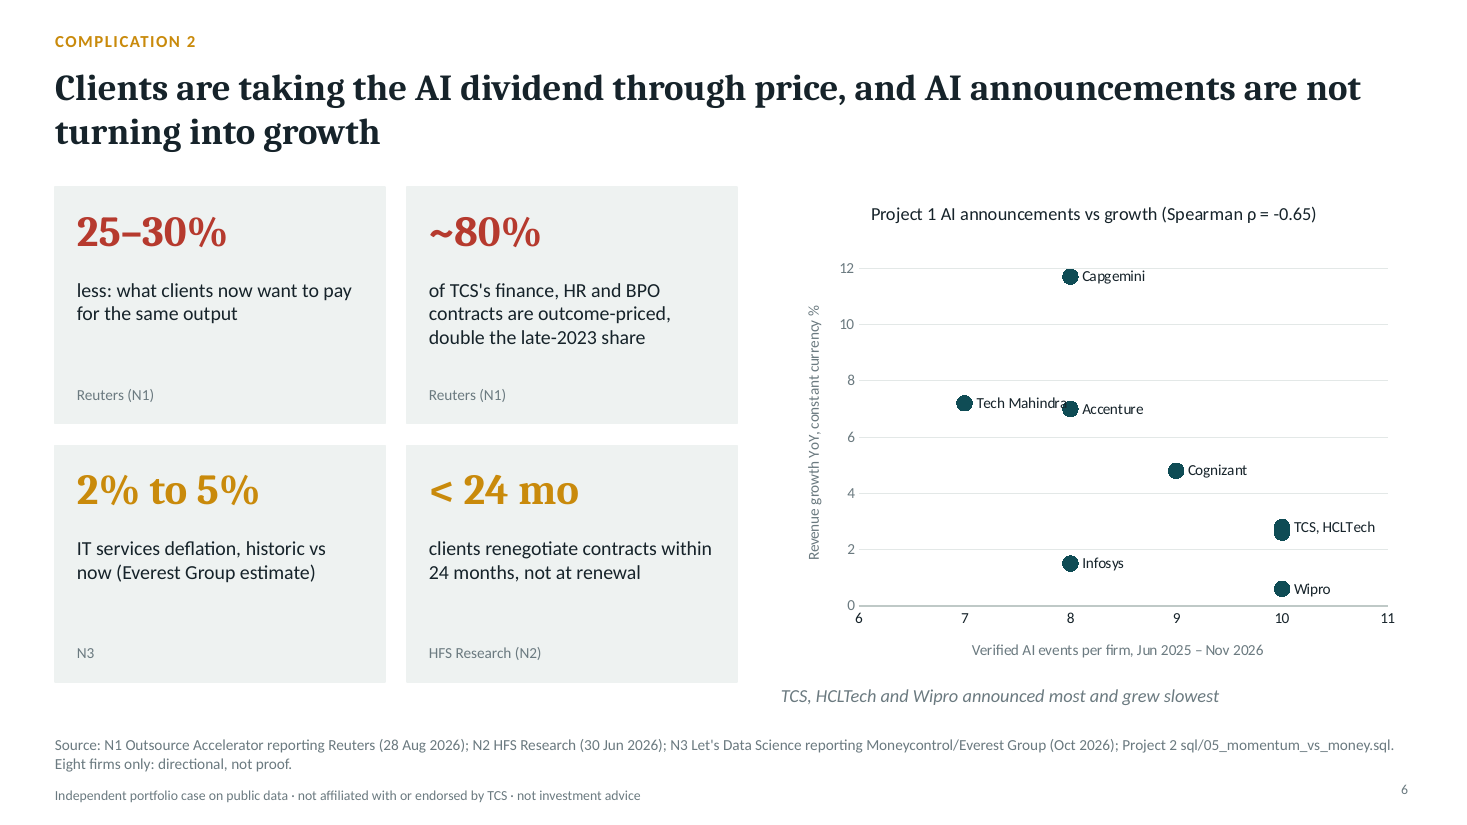 COMPLICATION 2
Clients are taking the AI dividend through price, and AI announcements are not
turning into growth
25–30%
less: what clients now want to pay
for the same output
Reuters (N1)
~80%
of TCS's finance, HR and BPO
contracts are outcome-priced,
double the late-2023 share
Reuters (N1)
2% to 5%
IT services deflation, historic vs
now (Everest Group estimate)
N3
< 24 mo
clients renegotiate contracts within
24 months, not at renewal
HFS Research (N2)
Project 1 AI announcements vs growth (Spearman ρ = -0.65)
Revenue growth YoY, constant currency %
12
10
8
6
4
2
0
Capgemini
Tech Mahindra
Accenture
Cognizant
TCS, HCLTech
Infosys
Wipro
6 7 8 9 10 11
Verified AI events per firm, Jun 2025 – Nov 2026
TCS, HCLTech and Wipro announced most and grew slowest
Source: N1 Outsource Accelerator reporting Reuters (28 Aug 2026); N2 HFS Research (30 Jun 2026); N3 Let's Data Science reporting Moneycontrol/Everest Group (Oct 2026); Project 2 sql/05_momentum_vs_money.sql.
Eight firms only: directional, not proof.
Independent portfolio case on public data · not affiliated with or endorsed by TCS · not investment advice
6